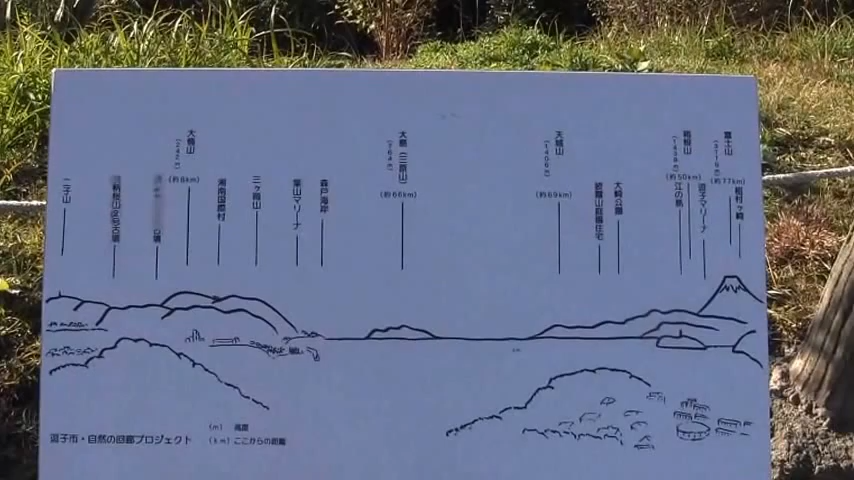 二子山
大楠山
(242m)
(約8km)
湘南国際村
三ヶ岡山
葉山マリーナ
森戸海岸
大島(三原山)
(764m)
(約66km)
天城山
(1406m)
(約69km)
披露山庭園住宅
大崎公園
箱根山
(1438m)
(約50km)
江の島
逗子マリーナ
富士山
(3776m)
(約77km)
稲村ヶ崎
(m) 高度
(km) ここからの距離
逗子市・自然の回廊プロジェクト